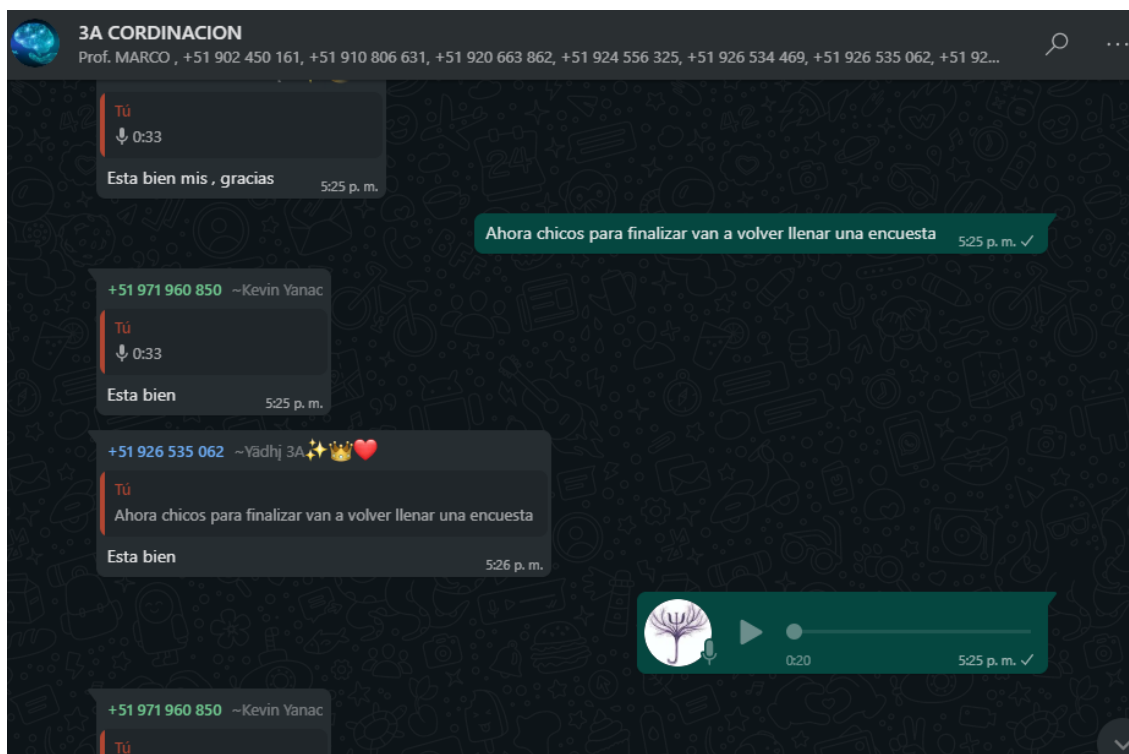 3A CORDINACION
Prof. MARCO , +51 902 450 161, +51 910 806 631, +51 920 663 862, +51 924 556 325, +51 926 534 469, +51 926 535 062, +51 92...
Tú
0:33
Esta bien mis , gracias
5:25 p. m.
Ahora chicos para finalizar van a volver llenar una encuesta
5:25 p. m.
+51 971 960 850 ~Kevin Yanac
Tú
0:33
Esta bien
5:25 p. m.
+51 926 535 062 ~Yädhj 3A✨👑❤️
Tú
Ahora chicos para finalizar van a volver llenar una encuesta
Esta bien
5:26 p. m.
0:20
5:25 p. m.
+51 971 960 850 ~Kevin Yanac
Tú